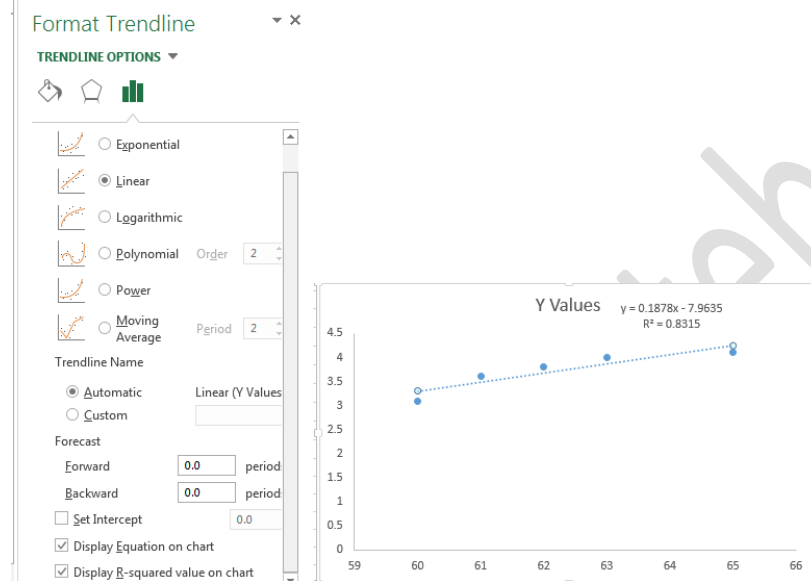 Format Trendline
TRENDLINE OPTIONS
Exponential
Linear
Logarithmic
Polynomial Order 2
Power
Moving Average Period 2
Trendline Name
Automatic Linear (Y Values
Custom
Forecast
Forward 0.0 period
Backward 0.0 period
Set Intercept 0.0
Display Equation on chart
Display R-squared value on chart
Y Values
y = 0.1878x - 7.9635
R² = 0.8315
4.5
4
3.5
3
2.5
2
1.5
1
0.5
0
59 60 61 62 63 64 65 66